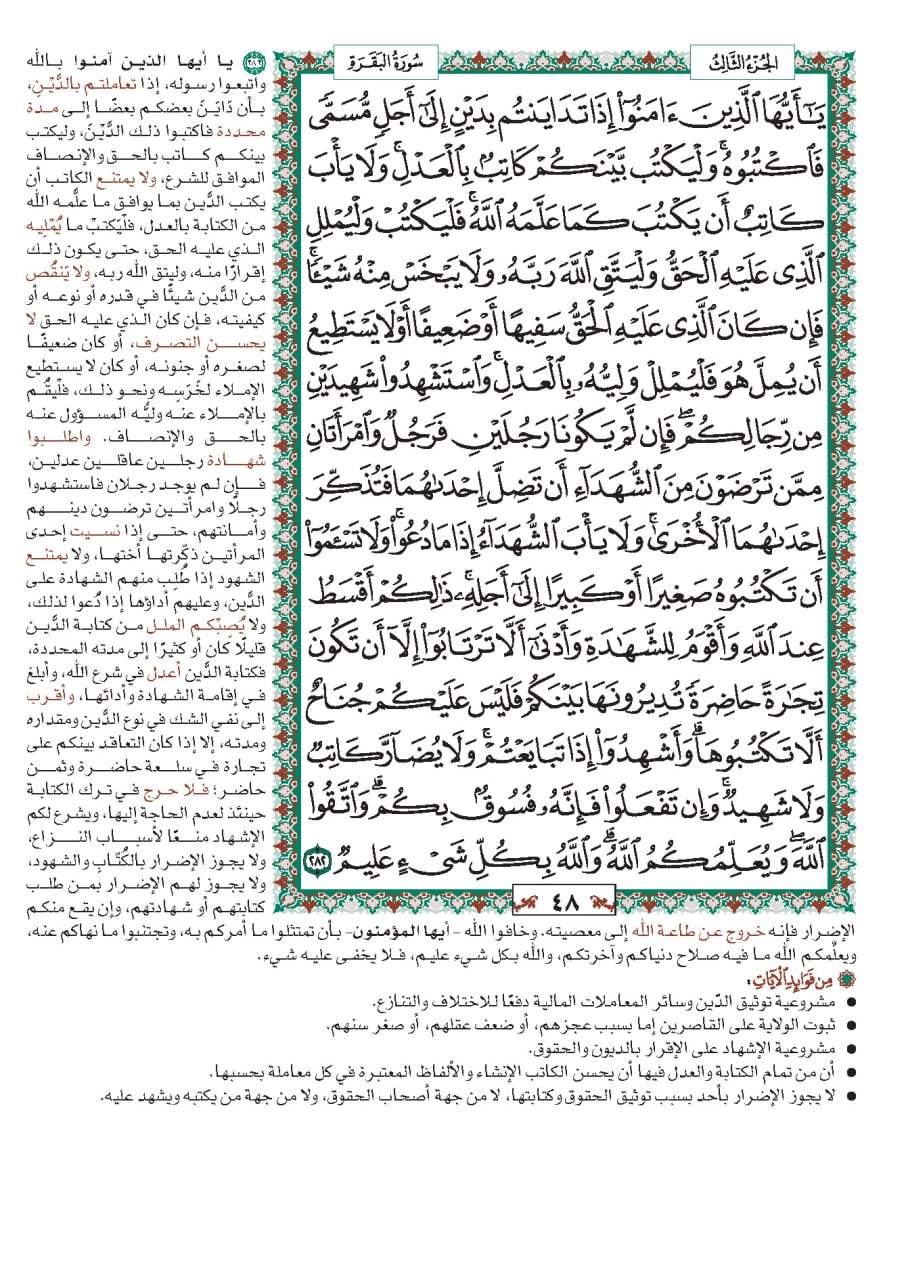 الجزء الثالث
سورة البقرة
يَٰٓأَيُّهَا ٱلَّذِينَ ءَامَنُوٓا۟ إِذَا تَدَايَنتُم بِدَيْنٍ إِلَىٰٓ أَجَلٍ مُّسَمًّى
فَٱكْتُبُوهُ ۚ وَلْيَكْتُب بَّيْنَكُمْ كَاتِبٌۢ بِٱلْعَدْلِ ۚ وَلَا يَأْبَ
كَاتِبٌ أَن يَكْتُبَ كَمَا عَلَّمَهُ ٱللَّهُ ۚ فَلْيَكْتُبْ وَلْيُمْلِلِ
ٱلَّذِى عَلَيْهِ ٱلْحَقُّ وَلْيَتَّقِ ٱللَّهَ رَبَّهُۥ وَلَا يَبْخَسْ مِنْهُ شَيْـًٔا ۚ
فَإِن كَانَ ٱلَّذِى عَلَيْهِ ٱلْحَقُّ سَفِيهًا أَوْ ضَعِيفًا أَوْ لَا يَسْتَطِيعُ
أَن يُمِلَّ هُوَ فَلْيُمْلِلْ وَلِيُّهُۥ بِٱلْعَدْلِ ۚ وَٱسْتَشْهِدُوا۟ شَهِيدَيْنِ
مِن رِّجَالِكُمْ ۖ فَإِن لَّمْ يَكُونَا رَجُلَيْنِ فَرَجُلٌ وَٱمْرَأَتَانِ
مِمَّن تَرْضَوْنَ مِنَ ٱلشُّهَدَآءِ أَن تَضِلَّ إِحْدَىٰهُمَا فَتُذَكِّرَ
إِحْدَىٰهُمَا ٱلْأُخْرَىٰ ۚ وَلَا يَأْبَ ٱلشُّهَدَآءُ إِذَا مَا دُعُوا۟ ۚ وَلَا تَسْـَٔمُوٓا۟
أَن تَكْتُبُوهُ صَغِيرًا أَوْ كَبِيرًا إِلَىٰٓ أَجَلِهِۦ ۚ ذَٰلِكُمْ أَقْسَطُ
عِندَ ٱللَّهِ وَأَقْوَمُ لِلشَّهَٰدَةِ وَأَدْنَىٰٓ أَلَّا تَرْتَابُوٓا۟ ۖ إِلَّآ أَن تَكُونَ
تِجَٰرَةً حَاضِرَةً تُدِيرُونَهَا بَيْنَكُمْ فَلَيْسَ عَلَيْكُمْ جُنَاحٌ
أَلَّا تَكْتُبُوهَا ۗ وَأَشْهِدُوٓا۟ إِذَا تَبَايَعْتُمْ ۚ وَلَا يُضَآرَّ كَاتِبٌ
وَلَا شَهِيدٌ ۚ وَإِن تَفْعَلُوا۟ فَإِنَّهُۥ فُسُوقٌۢ بِكُمْ ۗ وَٱتَّقُوا۟
ٱللَّهَ ۖ وَيُعَلِّمُكُمُ ٱللَّهُ ۗ وَٱللَّهُ بِكُلِّ شَىْءٍ عَلِيمٌ ٢٨٢
٤٨
٢٨٢ يا أيها الذين آمنوا بالله
واتبعوا رسوله، إذا تعاملتم بالدَّيْنِ،
بأن دَايَنَ بعضكم بعضًا إلى مدة
محددة فاكتبوا ذلك الدَّيْنَ، وليكتب
بينكم كاتب بالحق والإنصاف
الموافق للشرع، ولا يمتنع الكاتب أن
يكتب الدَّين بما يوافق ما علَّمه الله
من الكتابة بالعدل، فلْيَكتبْ ما يُمْلِيه
الذي عليه الحق، حتى يكون ذلك
إقرارًا منه، وليتق الله ربه، ولا يَنْتقُص
من الدَّين شيئًا في قدره أو نوعه أو
كيفيته، فإن كان الذي عليه الحق لا
يحسن التصرف، أو كان ضعيفًا
لصغره أو جنونه، أو كان لا يستطيع
الإملاء لخَرَسِه ونحو ذلك، فلْيقُم
بالإملاء عنه وليُّه المسؤول عنه
بالحق والإنصاف. واطلبوا
شهادة رجلين عاقلَين عدلين،
فإن لم يوجد رجلان فاستشهدوا
رجلًا وامرأتين ترضون دينهم
وأمانتهم، حتى إذا نسيت إحدى
المرأتين ذكّرتها أختها، ولا يمتنع
الشهود إذا طُلِب منهم الشهادة على
الدَّين، وعليهم أداؤها إذا دُعوا لذلك،
ولا يُصِبْكم الملل من كتابة الدَّين
قليلًا كان أو كثيرًا إلى مدته المحددة،
فكتابة الدَّين أعدل في شرع الله، وأبلغ
في إقامة الشهادة وأدائها، وأقرب
إلى نفي الشك في نوع الدَّين ومقداره
ومدته، إلا إذا كان التعاقد بينكم على
تجارة في سلعة حاضرة وثمن
حاضر؛ فلا حرج في ترك الكتابة
حينئذ لعدم الحاجة إليها، ويشرع لكم
الإشهاد منعًا لأسباب النزاع،
ولا يجوز الإضرار بالكُتَّاب والشهود،
ولا يجوز لهم الإضرار بمن طلب
كتابتهم أو شهادتهم، وإن يقع منكم
الإضرار فإنه خروج عن طاعة الله إلى معصيته. وخافوا الله - أيها المؤمنون- بأن تمتثلوا ما أمركم به، وتجتنبوا ما نهاكم عنه،
ويعلِّمكم الله ما فيه صلاح دنياكم وآخرتكم، والله بكل شيء عليم، فلا يخفى عليه شيء.
من فوائد الآيات:
● مشروعية توثيق الدَّين وسائر المعاملات المالية دفعًا للاختلاف والتنازع.
● ثبوت الولاية على القاصرين إما بسبب عجزهم، أو ضعف عقلهم، أو صغر سنهم.
● مشروعية الإشهاد على الإقرار بالديون والحقوق.
● أن من تمام الكتابة والعدل فيها أن يحسن الكاتب الإنشاء والألفاظ المعتبرة في كل معاملة بحسبها.
● لا يجوز الإضرار بأحد بسبب توثيق الحقوق وكتابتها، لا من جهة أصحاب الحقوق، ولا من جهة من يكتبه ويشهد عليه.